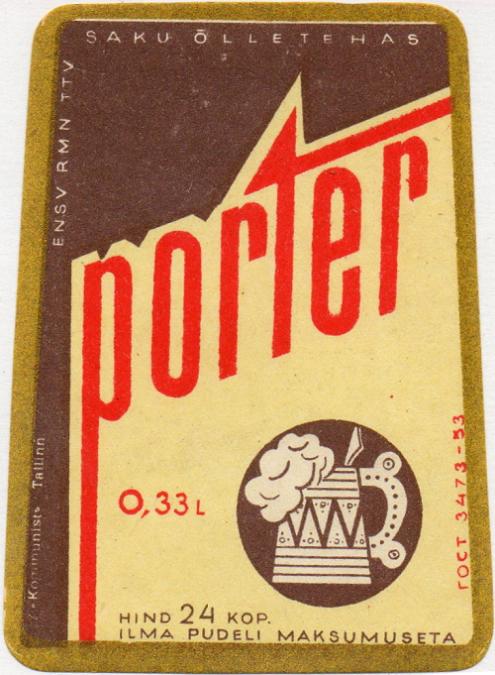 SAKU ÕLLETEHAS
ENSV RMN TTV
porter
0,33 L
ГОСТ 3473-53
HIND 24 KOP.
ILMA PUDELI MAKSUMUSETA
«Kommunist» Tallinn